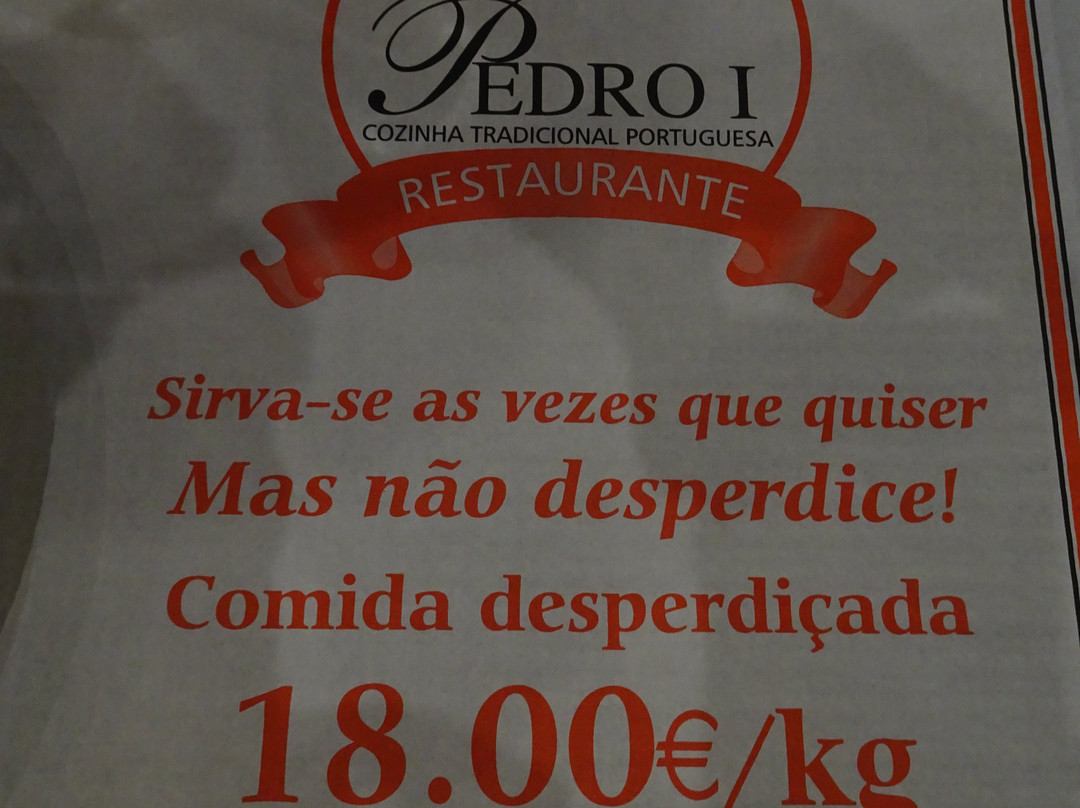 PEDRO I
COZINHA TRADICIONAL PORTUGUESA
RESTAURANTE
Sirva-se as vezes que quiser
Mas não desperdice!
Comida desperdiçada
18.00€/kg